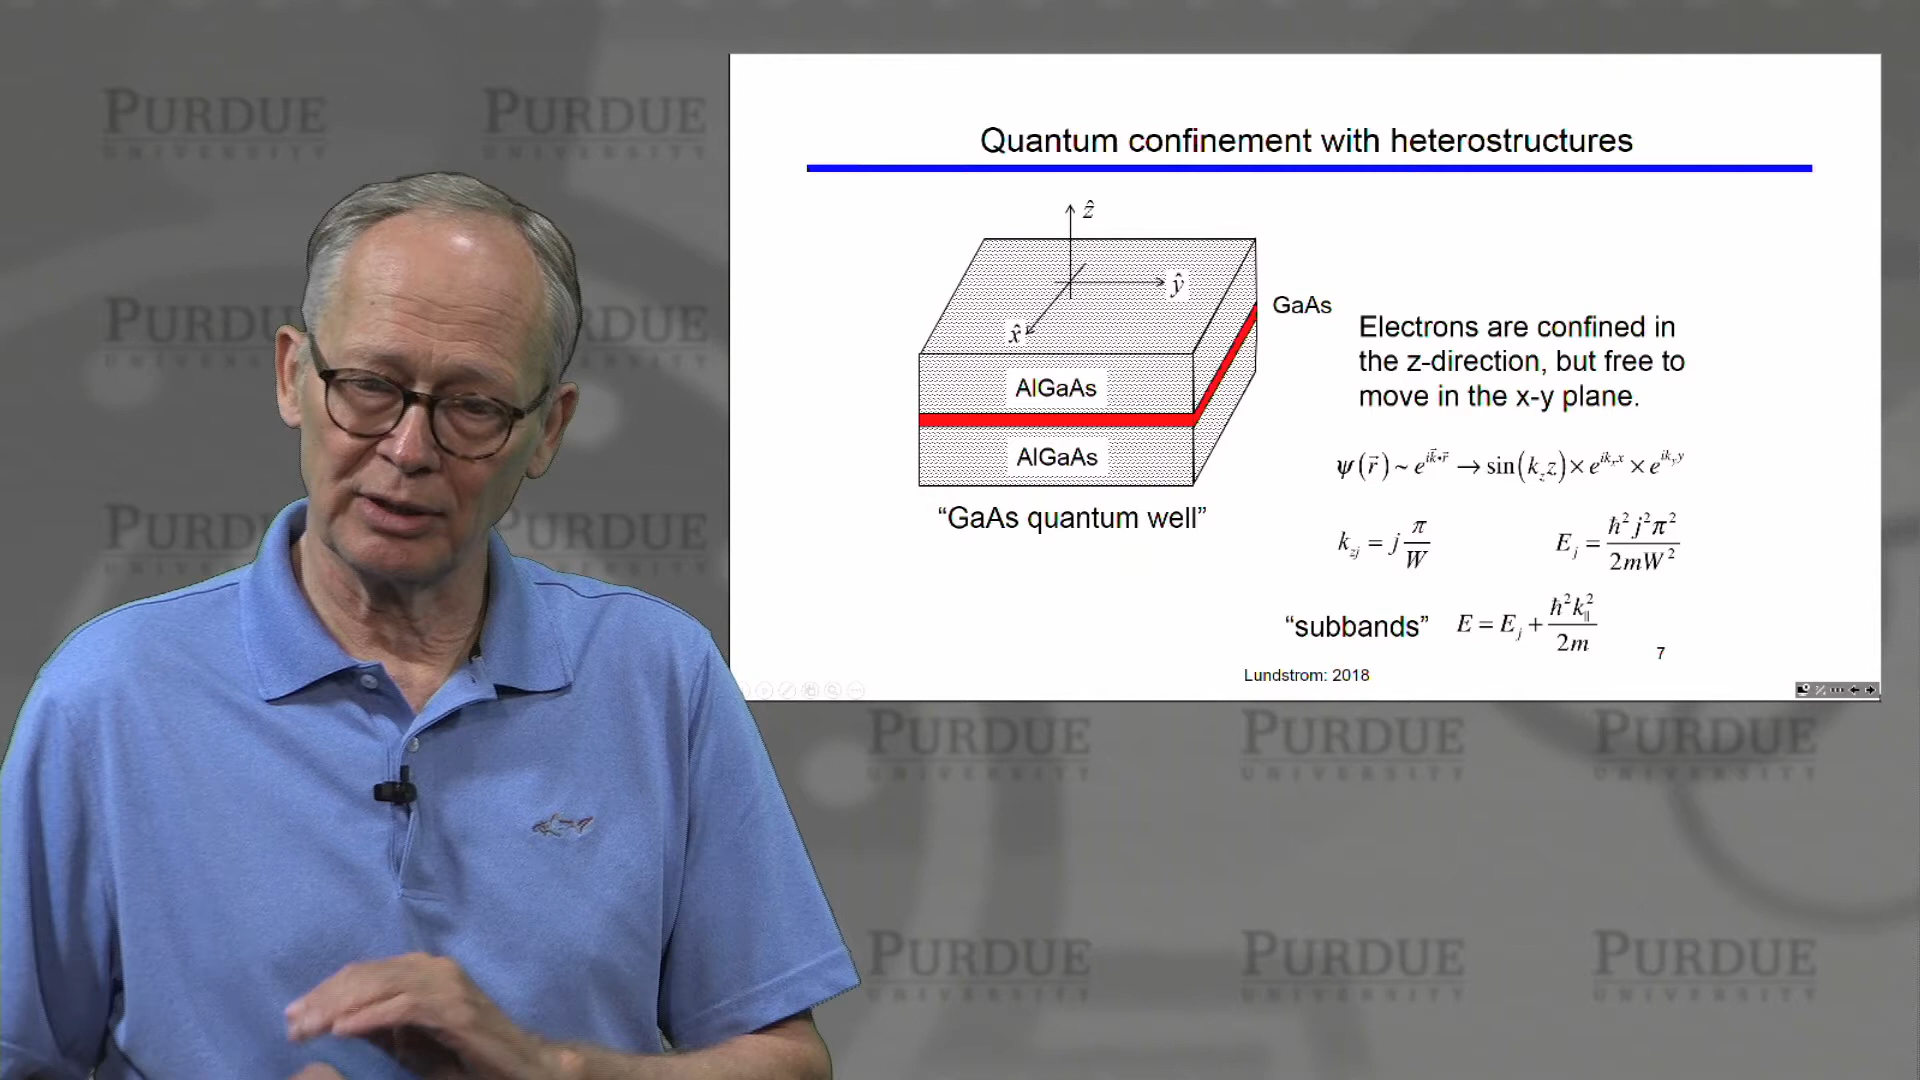 PURDUE PURDUE
UNIVERSITY UNIVERSITY
PURDUE
UNIVERSITY
PURDUE
Quantum confinement with heterostructures
ẑ
ŷ
x̂
GaAs
AlGaAs
AlGaAs
“GaAs quantum well”
Electrons are confined in
the z-direction, but free to
move in the x-y plane.
ψ(r⃗) ~ e^{ik⃗•r⃗} → sin(k_z z) × e^{ik_x x} × e^{ik_y y}
k_{zj} = j π/W
E_j = ħ²j²π²/2mW²
“subbands” E = E_j + ħ²k_∥²/2m
7
Lundstrom: 2018
PURDUE PURDUE PURDUE
UNIVERSITY UNIVERSITY UNIVERSITY
PURDUE PURDUE PURDUE
UNIVERSITY UNIVERSITY UNIVERSITY